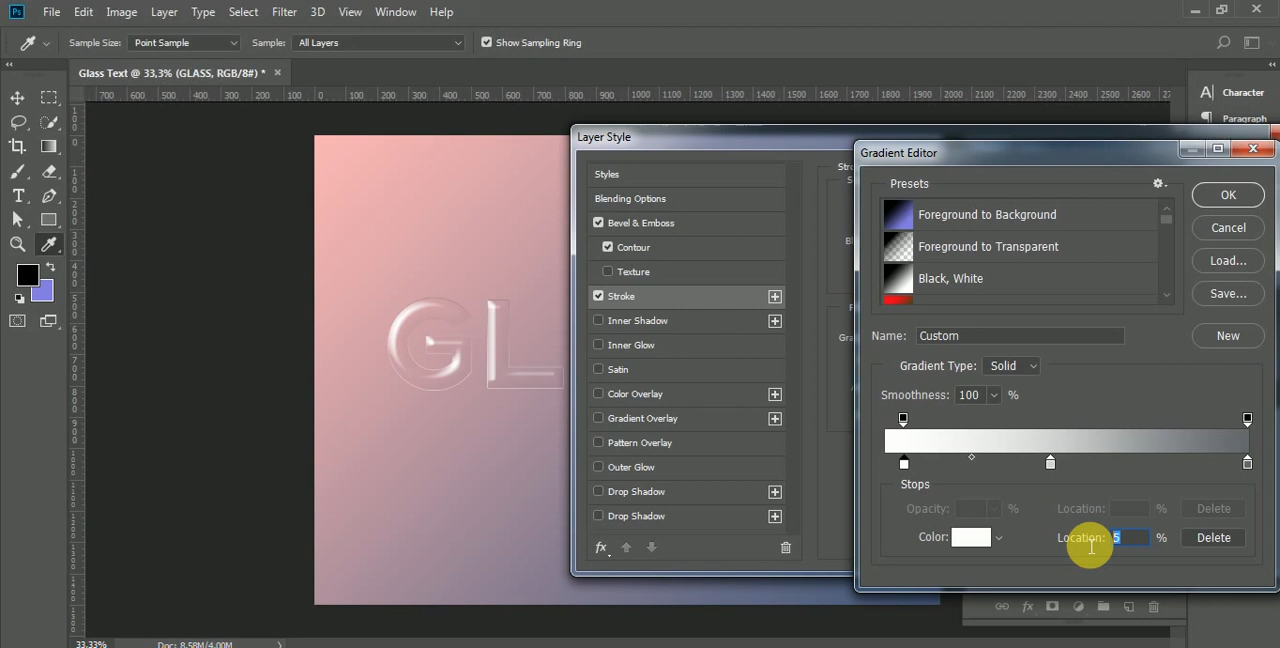 Ps File Edit Image Layer Type Select Filter 3D View Window Help
Sample Size: Point Sample Sample: All Layers Show Sampling Ring
Glass Text @ 33,3% (GLASS, RGB/8#) * ×
700 600 500 400 300 200 100 0 100 200 300 400 500 600 700 800 900 1000 1100 1200 1300 1400 1500 1600 1700 1800 1900 2000 2100 2200 2300 2400 2500 2600
A Character
Paragraph
Layer Style
Gradient Editor
Styles
Blending Options
Bevel & Emboss
Contour
Texture
Stroke
Inner Shadow
Inner Glow
Satin
Color Overlay
Gradient Overlay
Pattern Overlay
Outer Glow
Drop Shadow
Drop Shadow
fx
Presets
Foreground to Background
Foreground to Transparent
Black, White
OK
Cancel
Load...
Save...
Name: Custom
New
Gradient Type: Solid
Smoothness: 100 %
Stops
Opacity: % Location: % Delete
Color: Location: 5 % Delete
GL
fx
33,33% Doc: 8,58M/4,00M